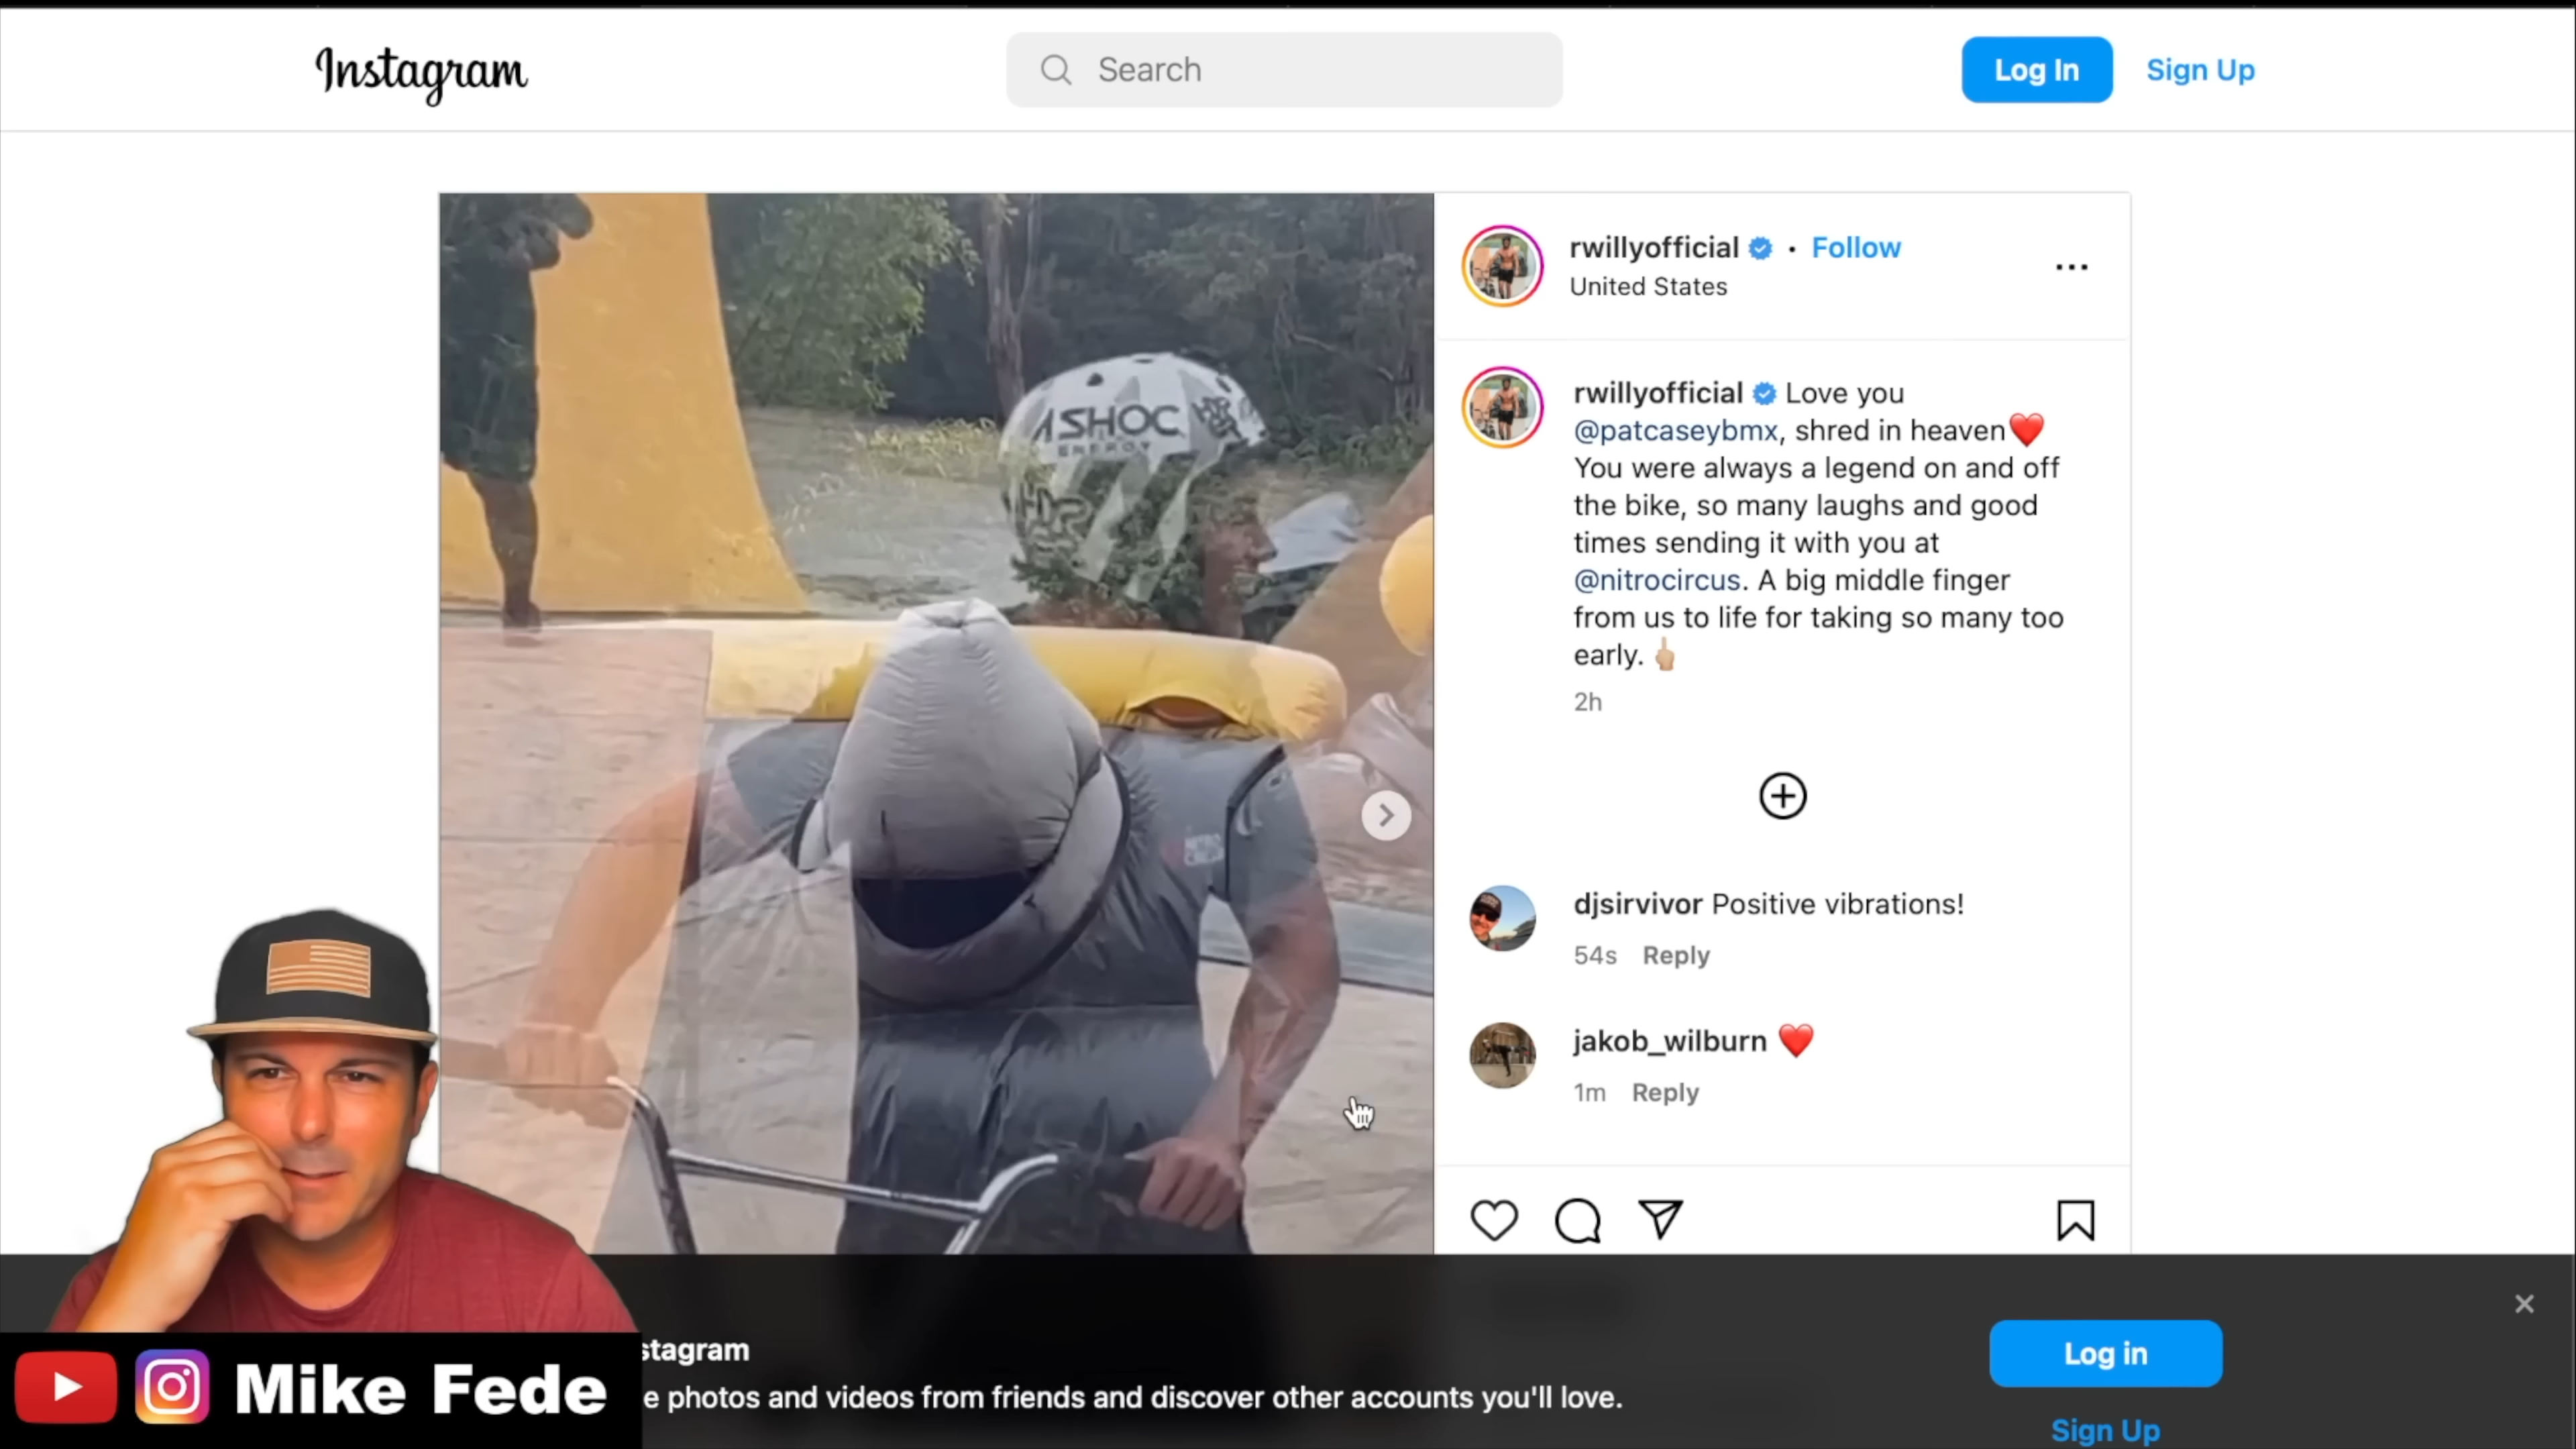 Instagram
Search
Log In
Sign Up
rwillyofficial • Follow
United States
ASHOC
ENERGY
rwillyofficial Love you
@patcaseybmx, shred in heaven❤️
You were always a legend on and off
the bike, so many laughs and good
times sending it with you at
@nitrocircus. A big middle finger
from us to life for taking so many too
early. 🖕🏼
2h
NITRO
CIRCUS
djsirvivor Positive vibrations!
54s Reply
jakob_wilburn ❤️
1m Reply
stagram
e photos and videos from friends and discover other accounts you'll love.
Log in
Sign Up
Mike Fede